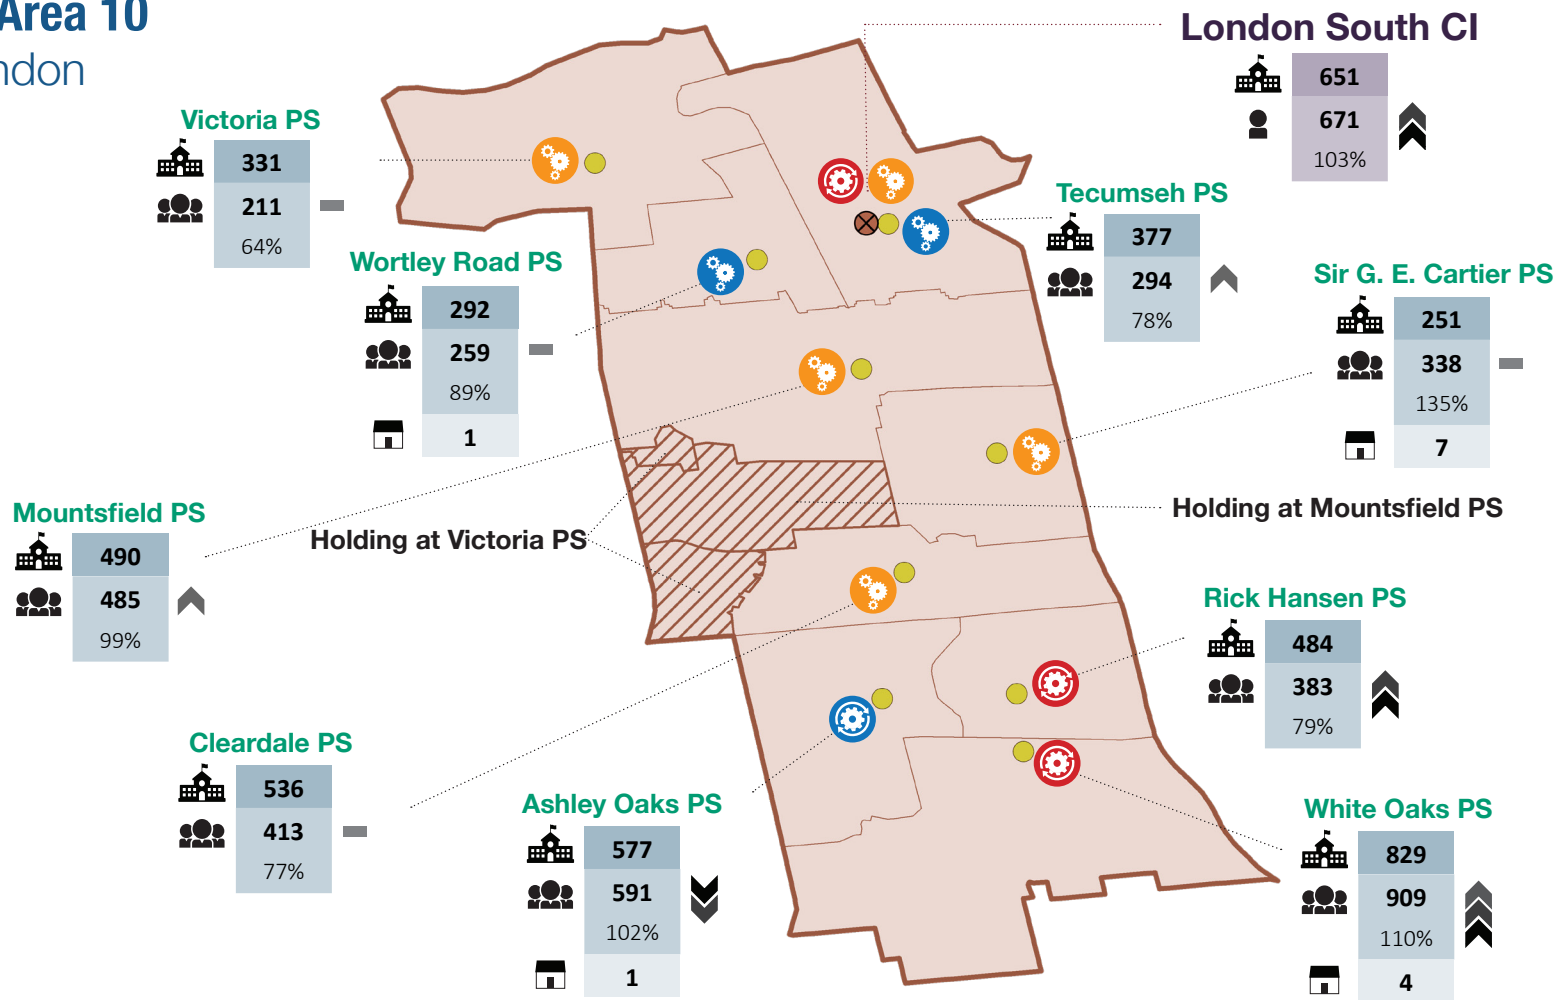 Area 10
London South CI
651
671
103%
Victoria PS
331
211
64%
Tecumseh PS
377
294
78%
Wortley Road PS
292
259
89%
1
Sir G. E. Cartier PS
251
338
135%
7
Mountsfield PS
490
485
99%
Holding at Victoria PS
Holding at Mountsfield PS
Rick Hansen PS
484
383
79%
Cleardale PS
536
413
77%
Ashley Oaks PS
577
591
102%
1
White Oaks PS
829
909
110%
4